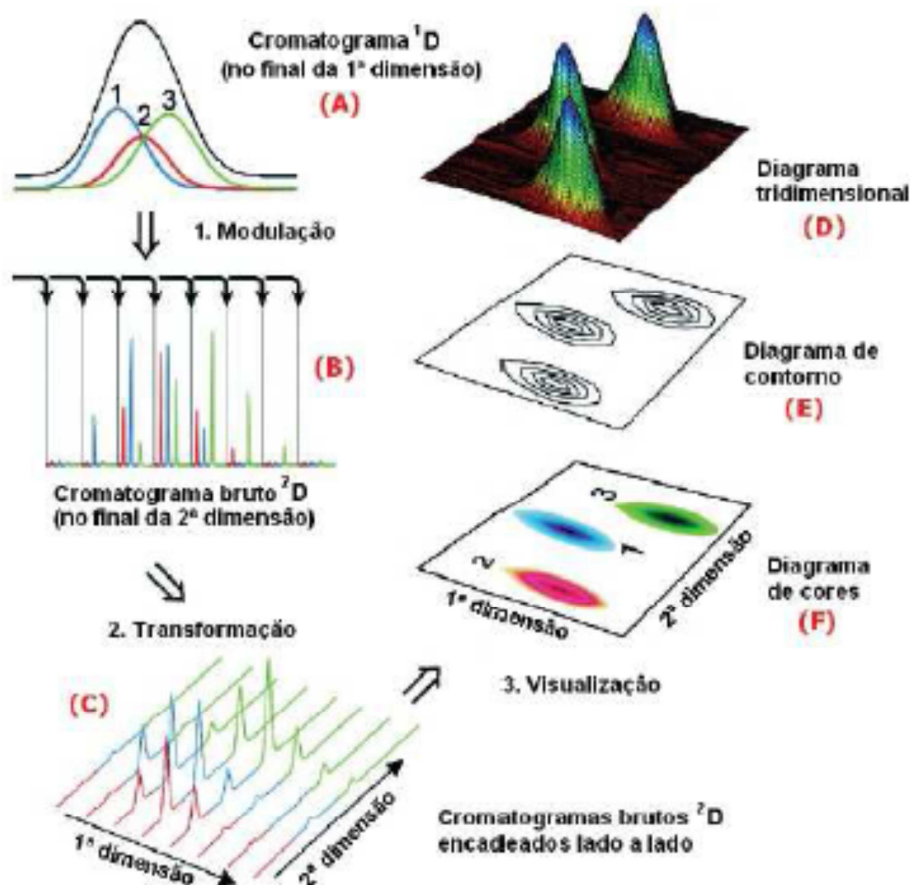 Cromatograma ¹D
(no final da 1ª dimensão)
(A)
1
2
3
1. Modulação
(B)
Cromatograma bruto ²D
(no final da 2ª dimensão)
2. Transformação
(C)
1ª dimensão
2ª dimensão
Cromatogramas brutos ²D
encadeados lado a lado
3. Visualização
Diagrama
tridimensional
(D)
Diagrama de
contorno
(E)
3
1
2
1ª dimensão
2ª dimensão
Diagrama
de cores
(F)